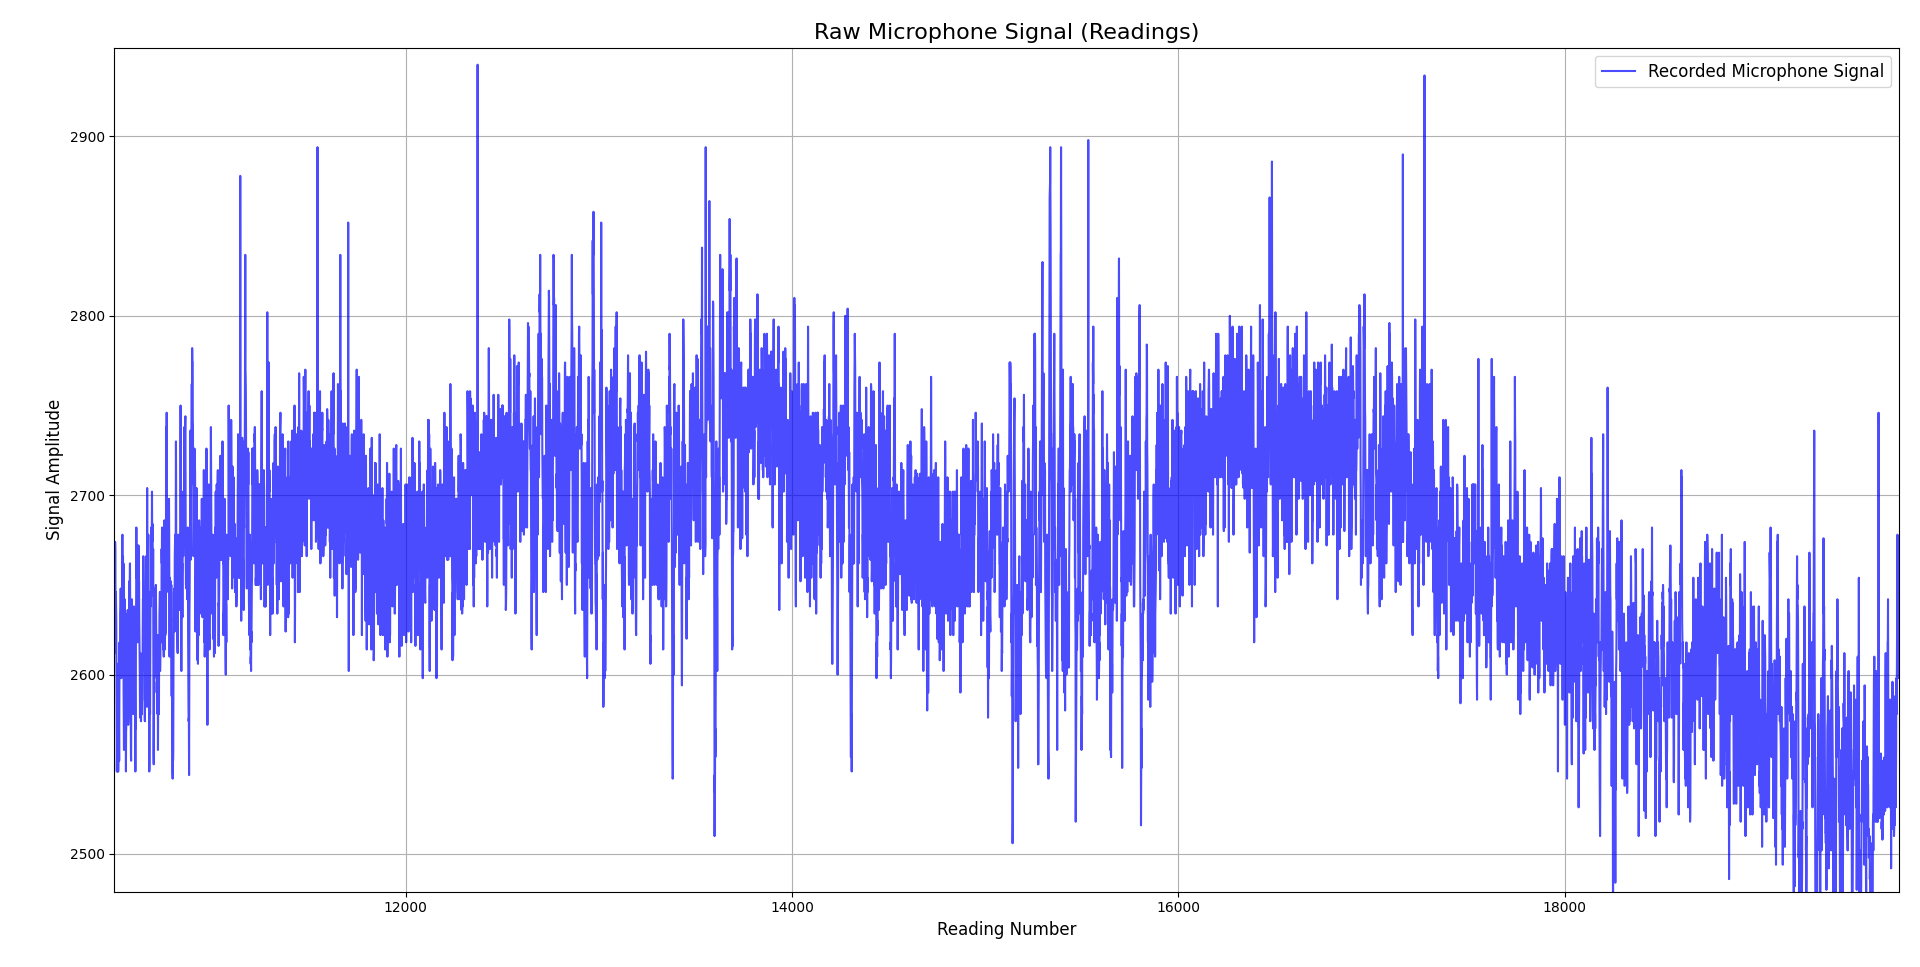 Raw Microphone Signal (Readings)
Recorded Microphone Signal
Signal Amplitude
2900
2800
2700
2600
2500
12000
14000
16000
18000
Reading Number